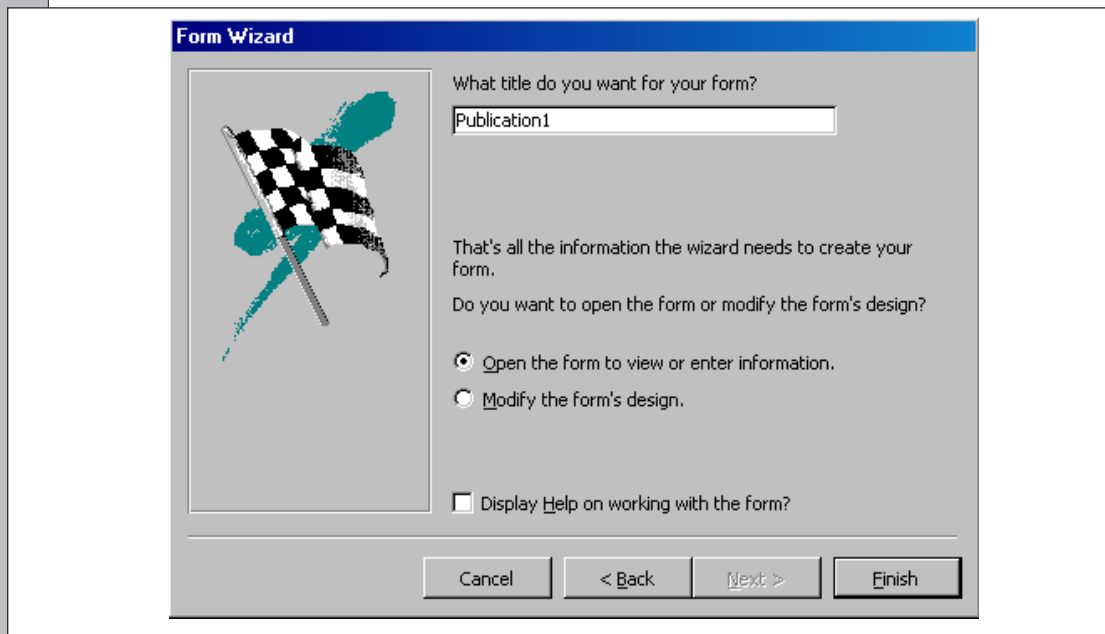 Form Wizard
What title do you want for your form?
Publication1
That's all the information the wizard needs to create your
form.
Do you want to open the form or modify the form's design?
Open the form to view or enter information.
Modify the form's design.
Display Help on working with the form?
Cancel
< Back
Next >
Finish